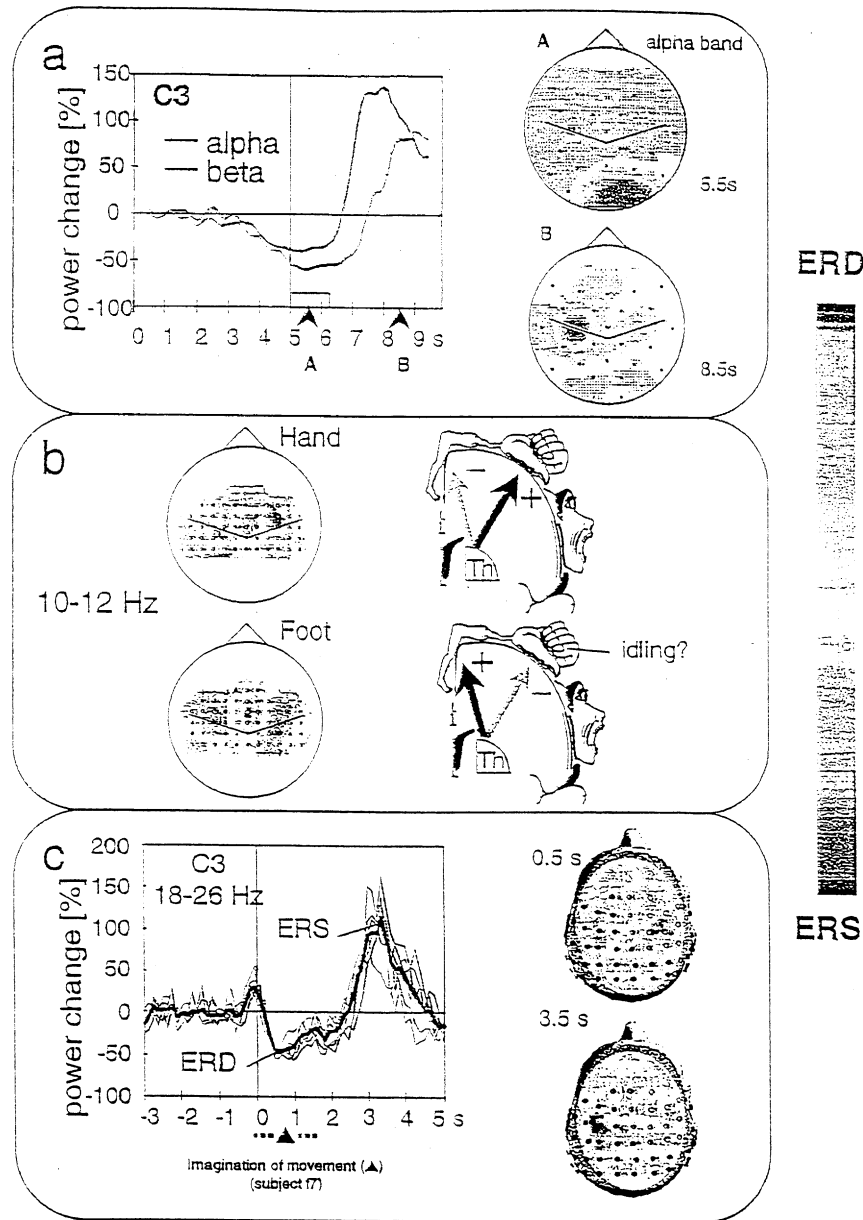 a
power change [%]
150
100
50
0
-50
-100
C3
alpha
beta
0 1 2 3 4 5 6 7 8 9 s
A
B
A
alpha band
5.5s
B
8.5s
ERD
ERS
b
10-12 Hz
Hand
Foot
-
+
Th
+
-
Th
idling?
c
power change [%]
200
150
100
50
0
-50
-100
C3
18-26 Hz
ERS
ERD
-3 -2 -1 0 1 2 3 4 5 s
Imagination of movement (▲)
(subject f7)
0.5 s
3.5 s